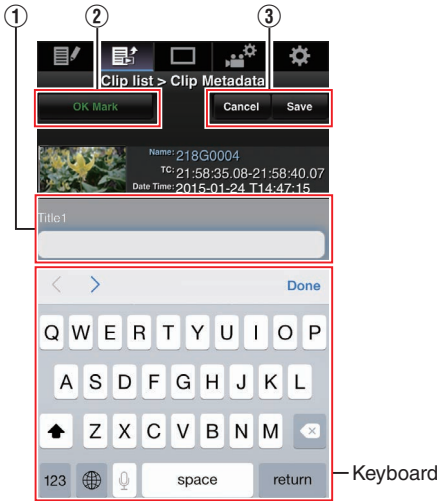 ① ② ③
Clip list > Clip Metadata
OK Mark Cancel Save
Name: 218G0004
TC: 21:58:35.08-21:58:40.07
Date Time: 2015-01-24 T14:47:15
Title1
Done
Q W E R T Y U I O P
A S D F G H J K L
Z X C V B N M
123 space return
Keyboard